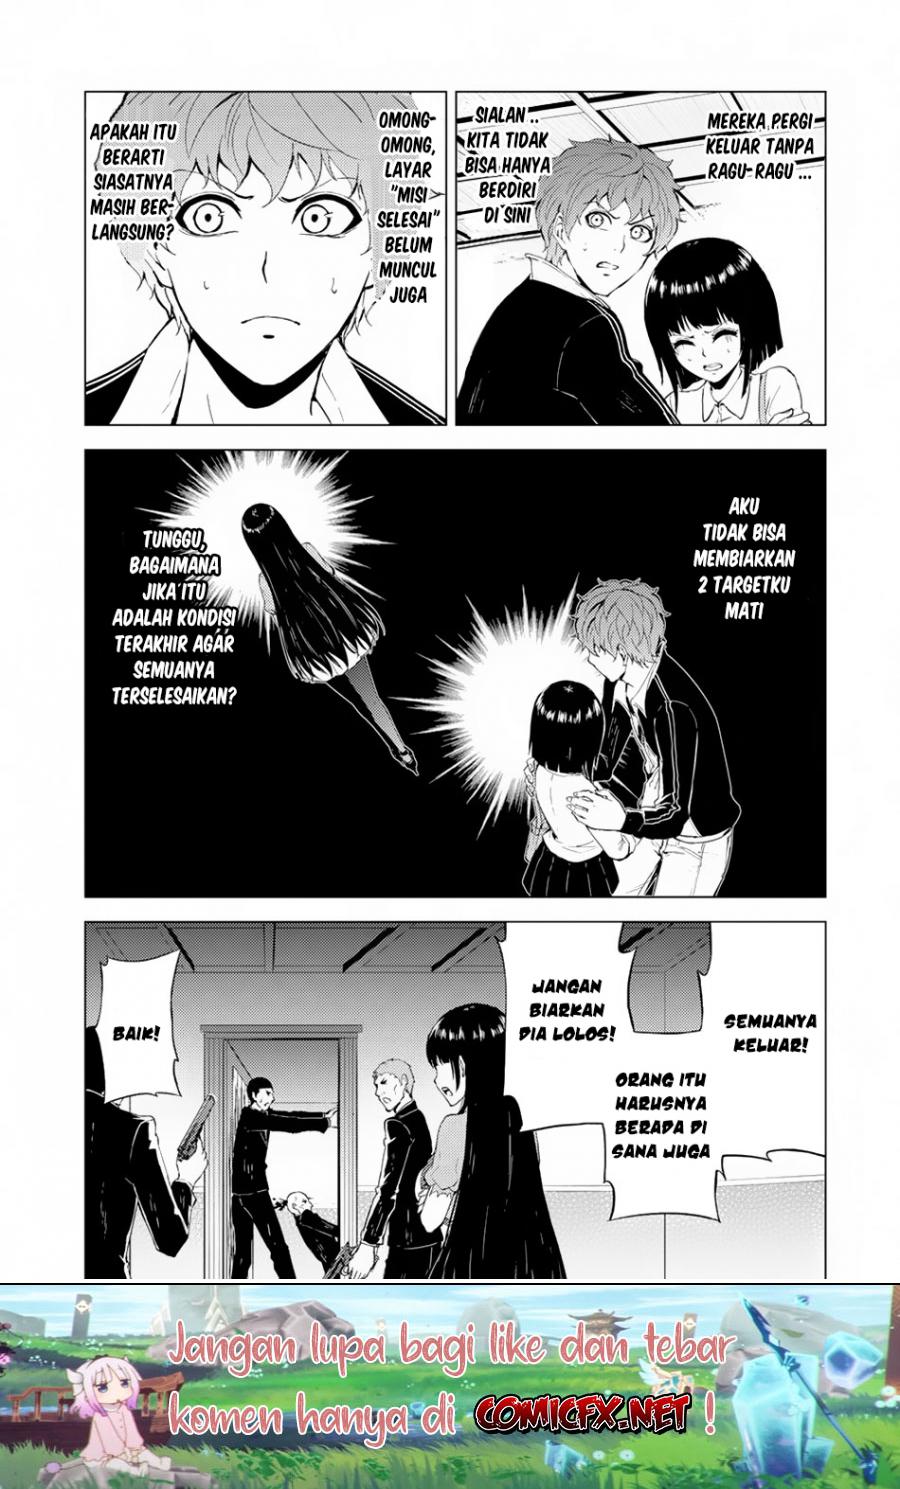 MEREKA PERGI
KELUAR TANPA
RAGU-RAGU ...
SIALAN ..
KITA TIDAK
BISA HANYA
BERDIRI
DI SINI
OMONG-
OMONG,
LAYAR
"MISI
SELESAI"
BELUM
MUNCUL
JUGA
APAKAH ITU
BERARTI
SIASATNYA
MASIH BER-
LANGSUNG?
AKU
TIDAK BISA
MEMBIARKAN
2 TARGETKU
MATI
TUNGGU,
BAGAIMANA
JIKA ITU
ADALAH KONDISI
TERAKHIR AGAR
SEMUANYA
TERSELESAIKAN?
SEMUANYA
KELUAR!
ORANG ITU
HARUSNYA
BERADA DI
SANA JUGA
JANGAN
BIARKAN
DIA LOLOS!
BAIK!
Jangan lupa bagi like dan tebar
komen hanya di COMICFX.NET !